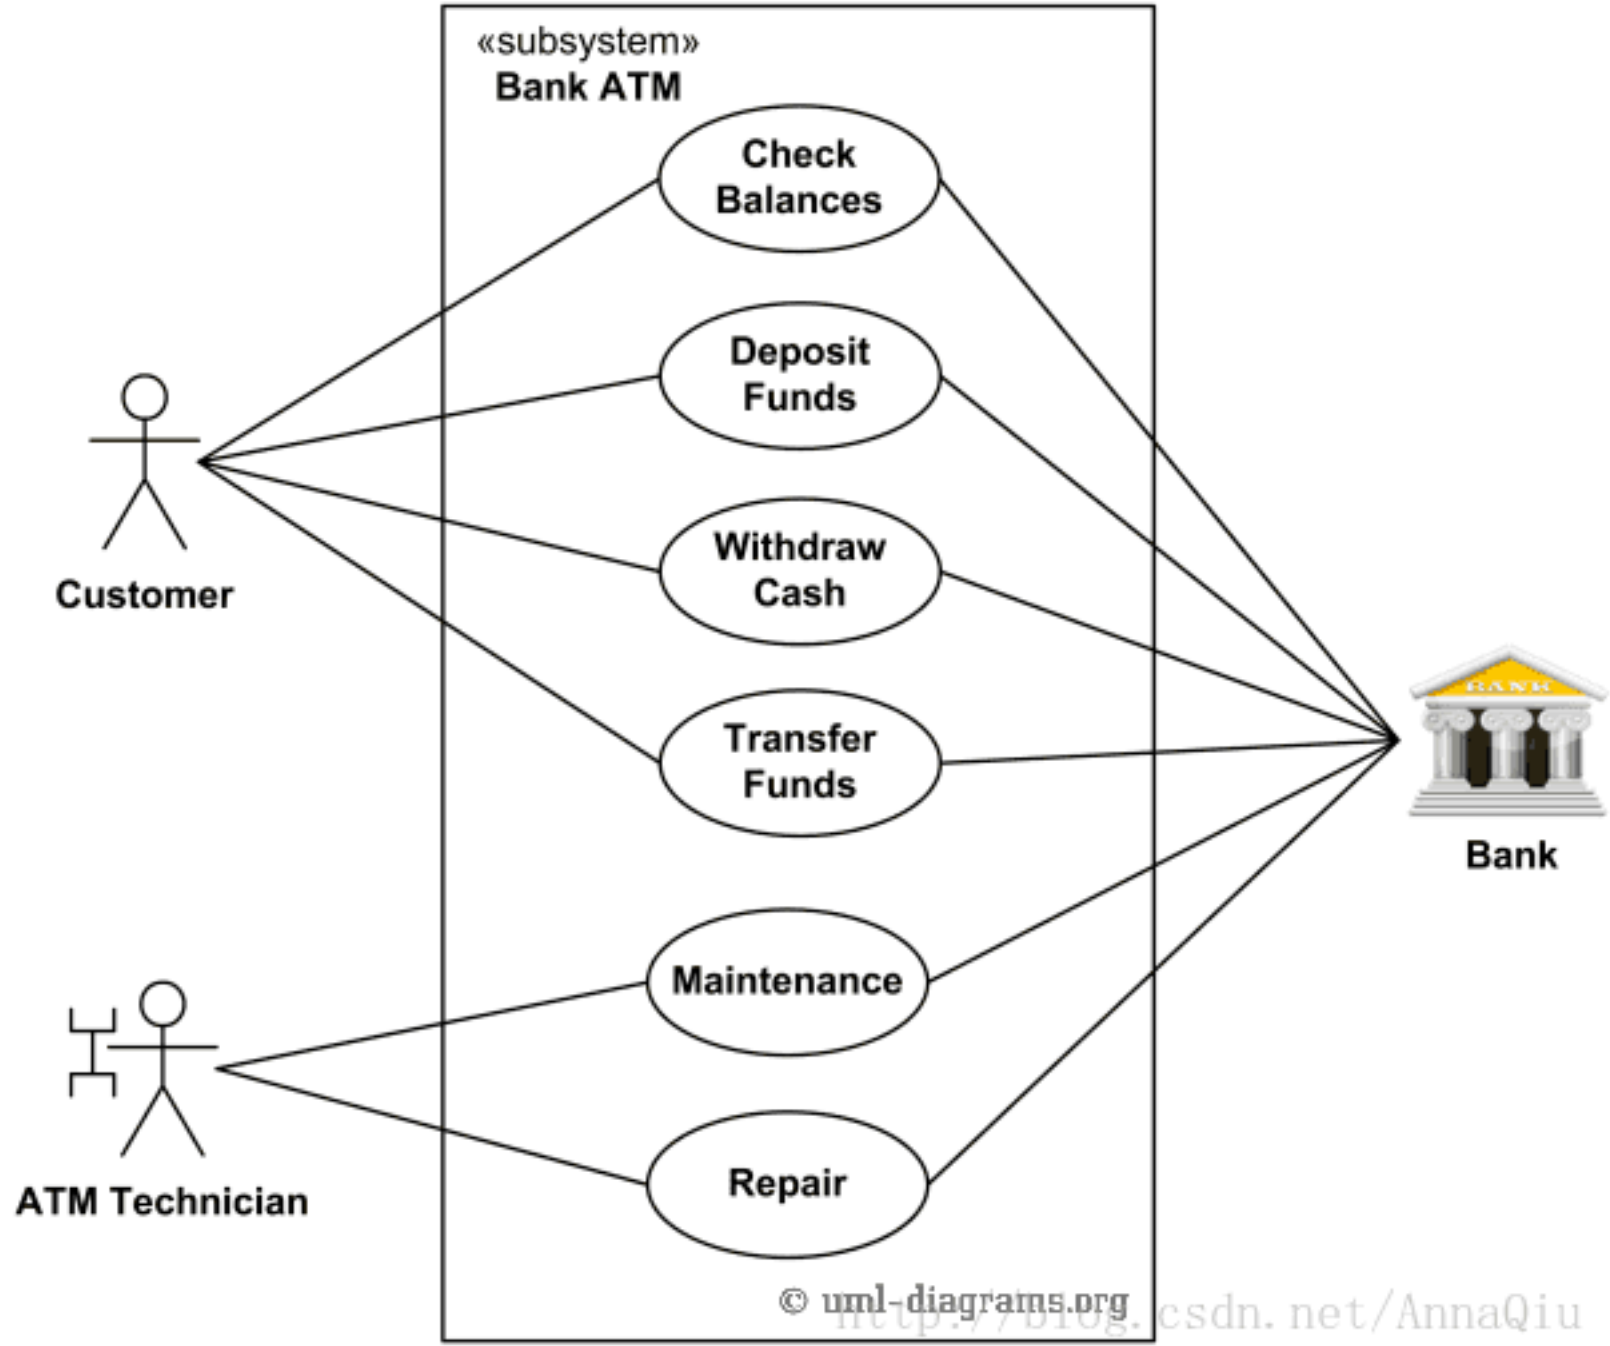 «subsystem»
Bank ATM
Check
Balances
Deposit
Funds
Withdraw
Cash
Customer
Transfer
Funds
BANK
Bank
Maintenance
ATM Technician
Repair
© uml-diagrams.org
http://blog.csdn.net/AnnaQiu